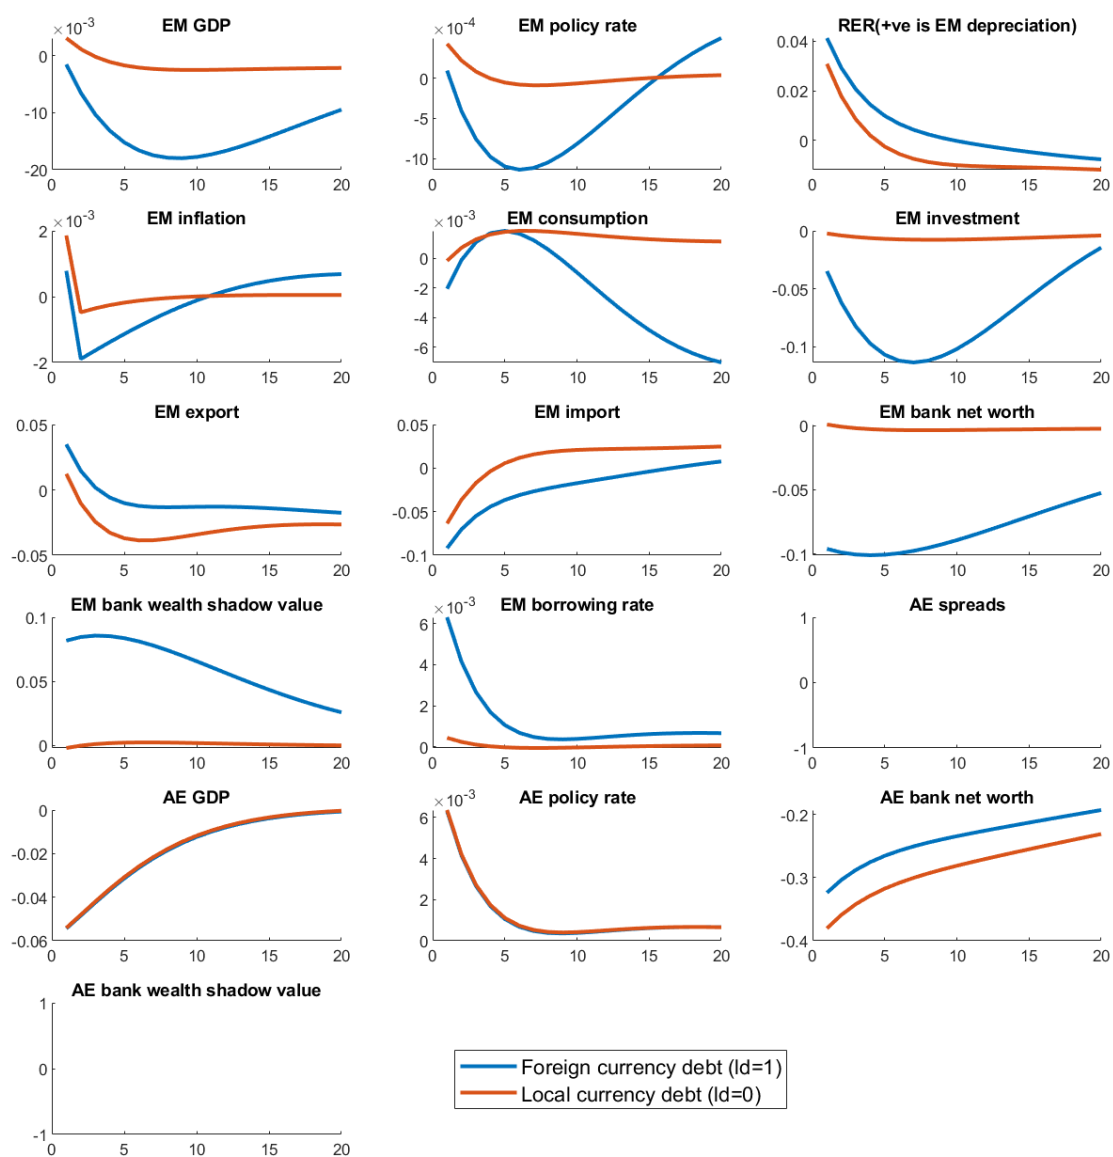 EM GDP
×10^-3
0
-10
-20
0 5 10 15 20
EM policy rate
×10^-4
0
-5
-10
0 5 10 15 20
RER(+ve is EM depreciation)
0.04
0.02
0
0 5 10 15 20
EM inflation
×10^-3
2
0
-2
0 5 10 15 20
EM consumption
×10^-3
0
-2
-4
-6
0 5 10 15 20
EM investment
0
-0.05
-0.1
0 5 10 15 20
EM export
0.05
0
-0.05
0 5 10 15 20
EM import
0.05
0
-0.05
-0.1
0 5 10 15 20
EM bank net worth
0
-0.05
-0.1
0 5 10 15 20
EM bank wealth shadow value
0.1
0.05
0
0 5 10 15 20
EM borrowing rate
×10^-3
6
4
2
0
0 5 10 15 20
AE spreads
1
0
-1
0 5 10 15 20
AE GDP
0
-0.02
-0.04
-0.06
0 5 10 15 20
AE policy rate
×10^-3
6
4
2
0
0 5 10 15 20
AE bank net worth
-0.2
-0.3
-0.4
0 5 10 15 20
AE bank wealth shadow value
1
0
-1
0 5 10 15 20
Foreign currency debt (Id=1)
Local currency debt (Id=0)